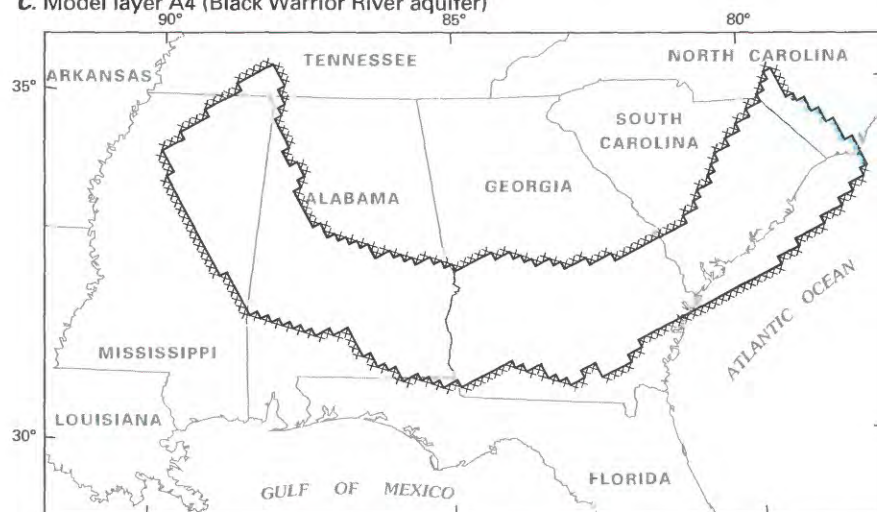 C. Model layer A4 (Black Warrior River aquifer)
90° 85° 80°
TENNESSEE NORTH CAROLINA
35° ARKANSAS
SOUTH
CAROLINA
ALABAMA GEORGIA
ATLANTIC OCEAN
MISSISSIPPI
LOUISIANA
30°
FLORIDA
GULF OF MEXICO